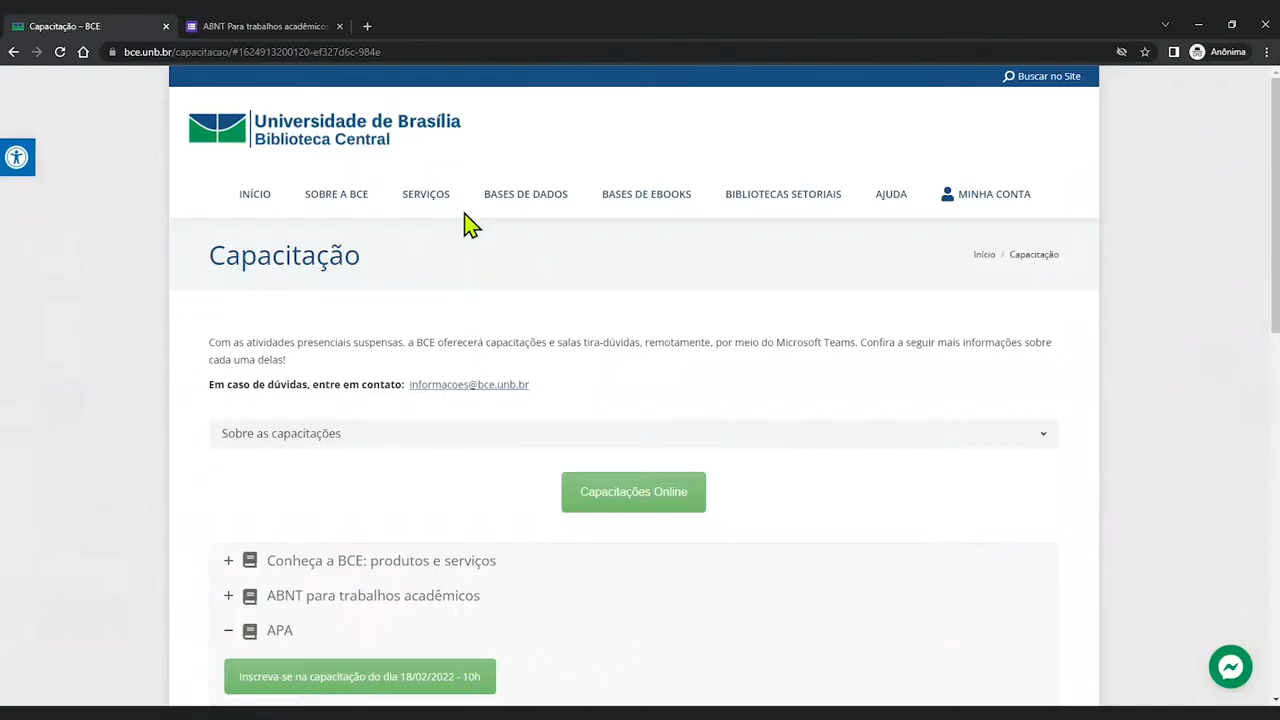 Capacitação – BCE
ABNT Para trabalhos acadêmicos
bce.unb.br/capacitacao/#1624913200120-ef327d6c-984e
Anônima
Buscar no Site
Universidade de Brasília
Biblioteca Central
INÍCIO SOBRE A BCE SERVIÇOS BASES DE DADOS BASES DE EBOOKS BIBLIOTECAS SETORIAIS AJUDA MINHA CONTA
Capacitação
Início / Capacitação
Com as atividades presenciais suspensas, a BCE oferecerá capacitações e salas tira-dúvidas, remotamente, por meio do Microsoft Teams. Confira a seguir mais informações sobre
cada uma delas!
Em caso de dúvidas, entre em contato: informacoes@bce.unb.br
Sobre as capacitações
Capacitações Online
+ Conheça a BCE: produtos e serviços
+ ABNT para trabalhos acadêmicos
− APA
Inscreva-se na capacitação do dia 18/02/2022 - 10h